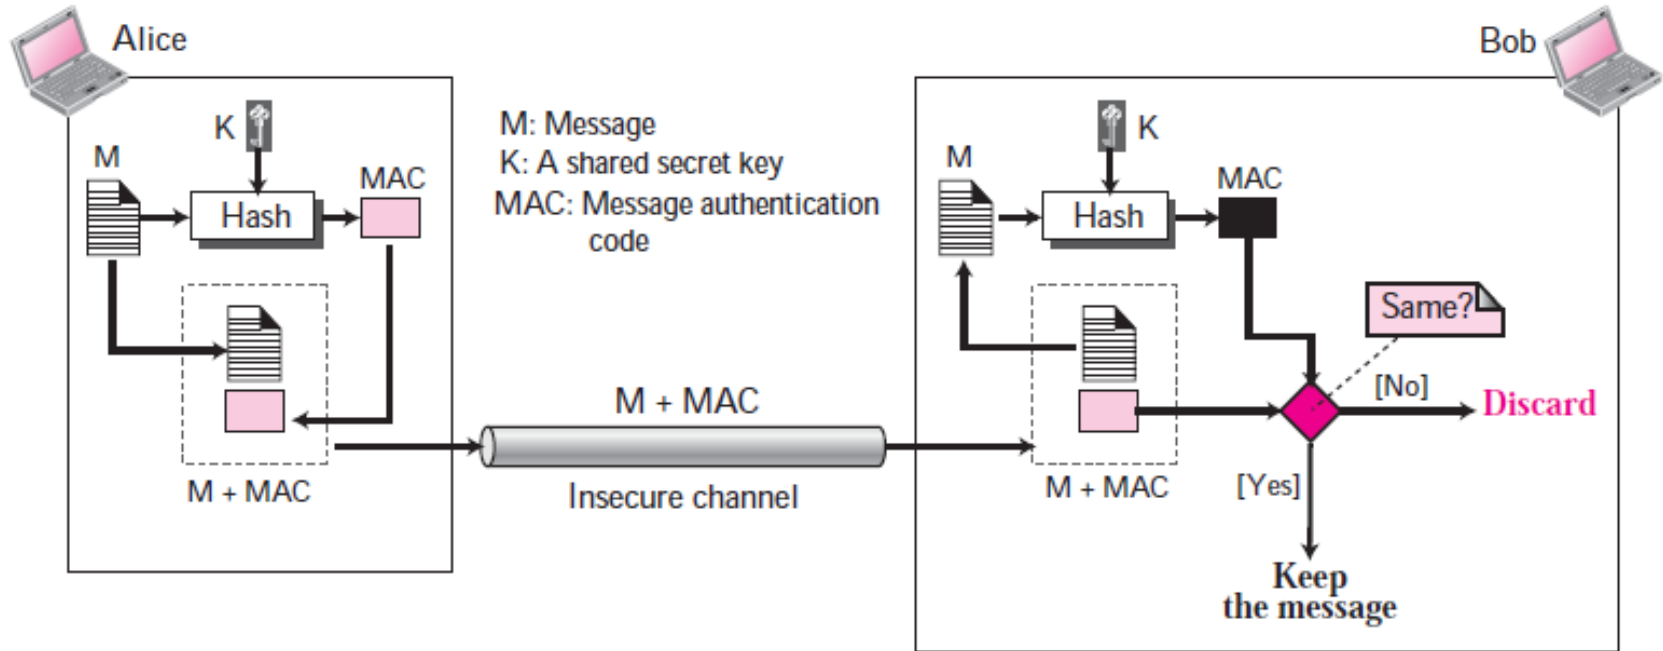 Alice
K
M
MAC
Hash
M + MAC
M: Message
K: A shared secret key
MAC: Message authentication
code
M + MAC
Insecure channel
Bob
K
M
MAC
Hash
Same?
[No]
Discard
M + MAC
[Yes]
Keep
the message